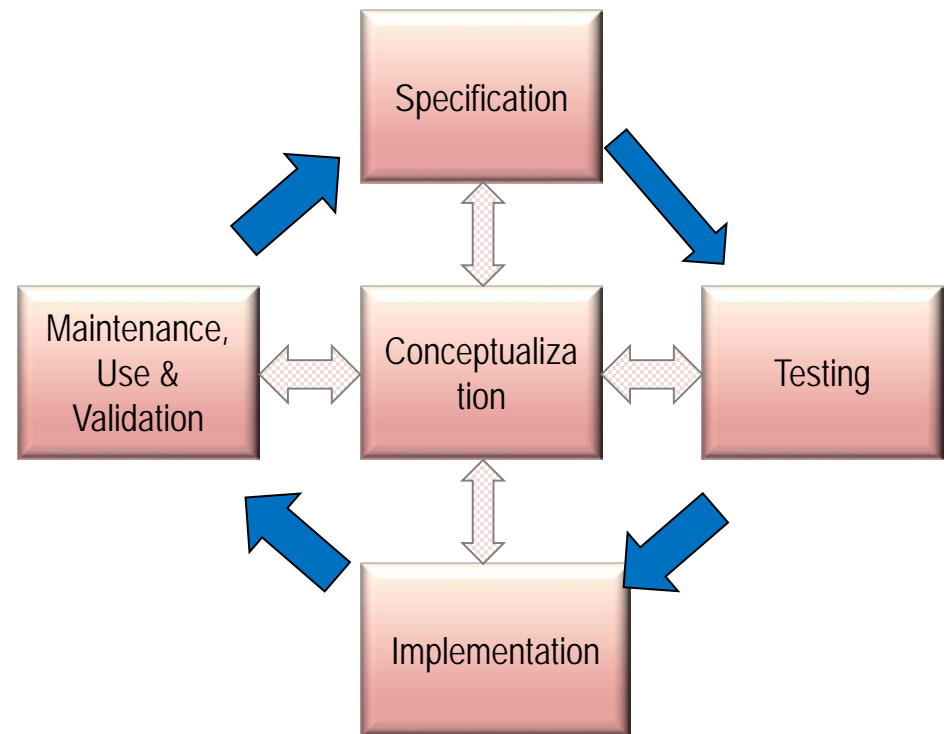 Specification
Maintenance,
Use &
Validation
Conceptualiza
tion
Testing
Implementation